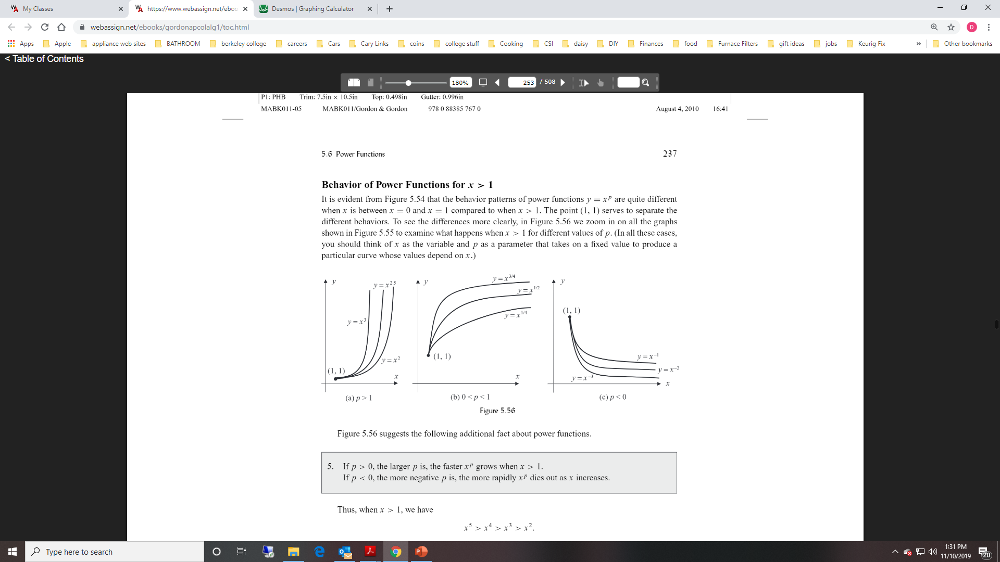 My Classes
https://www.webassign.net/eboo
Desmos | Graphing Calculator
webassign.net/ebooks/gordonapcolalg1/toc.html
D
Apps Apple appliance web sites BATHROOM berkeley college careers Cars Cary Links coins college stuff Cooking CSI daisy DIY Finances food Furnace Filters gift ideas jobs Keurig Fix » Other bookmarks
< Table of Contents
180% 253 / 508
P1: PHB Trim: 7.5in × 10.5in Top: 0.498in Gutter: 0.996in
MABK011-05 MABK011/Gordon & Gordon 978 0 88385 767 0 August 4, 2010 16:41
5.6 Power Functions 237
Behavior of Power Functions for x > 1
It is evident from Figure 5.54 that the behavior patterns of power functions y = x^p are quite different
when x is between x = 0 and x = 1 compared to when x > 1. The point (1, 1) serves to separate the
different behaviors. To see the differences more clearly, in Figure 5.56 we zoom in on all the graphs
shown in Figure 5.55 to examine what happens when x > 1 for different values of p. (In all these cases,
you should think of x as the variable and p as a parameter that takes on a fixed value to produce a
particular curve whose values depend on x.)
y
y = x^2.5
y = x^3
y = x^2
(1, 1)
x
(a) p > 1
y
y = x^3/4
y = x^1/2
y = x^1/4
(1, 1)
x
(b) 0 < p < 1
y
(1, 1)
y = x^−1
y = x^−2
y = x^−3
x
(c) p < 0
Figure 5.56
Figure 5.56 suggests the following additional fact about power functions.
5. If p > 0, the larger p is, the faster x^p grows when x > 1.
If p < 0, the more negative p is, the more rapidly x^p dies out as x increases.
Thus, when x > 1, we have
x^5 > x^4 > x^3 > x^2.
Type here to search
1:31 PM
11/10/2019
20